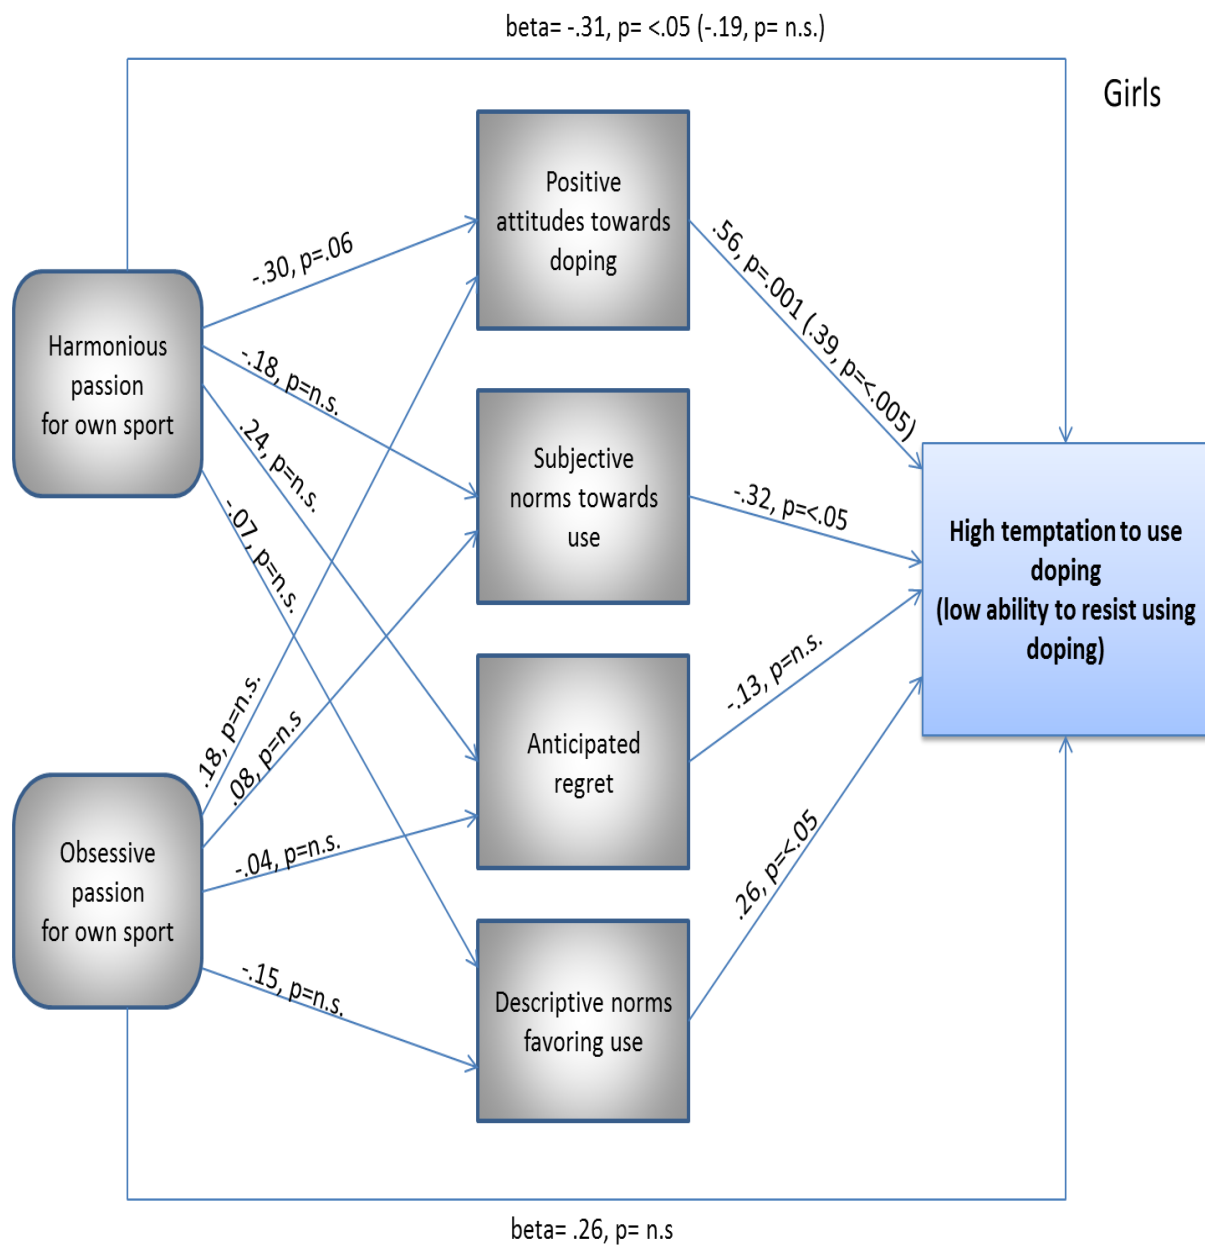 beta= -.31, p= <.05 (-.19, p= n.s.)
Girls
Positive
attitudes towards
doping
-.30, p=.06
.56, p=.001 (.39, p=<.005)
Harmonious
passion
for own sport
-.18, p=n.s.
.24, p=n.s.
-.07, p=n.s.
Subjective
norms towards
use
-.32, p=<.05
High temptation to use
doping
(low ability to resist using
doping)
.18, p=n.s.
.08, p=n.s
Anticipated
regret
-.13, p=n.s.
Obsessive
passion
for own sport
-.04, p=n.s.
-.15, p=n.s.
Descriptive norms
favoring use
.26, p=<.05
beta= .26, p= n.s